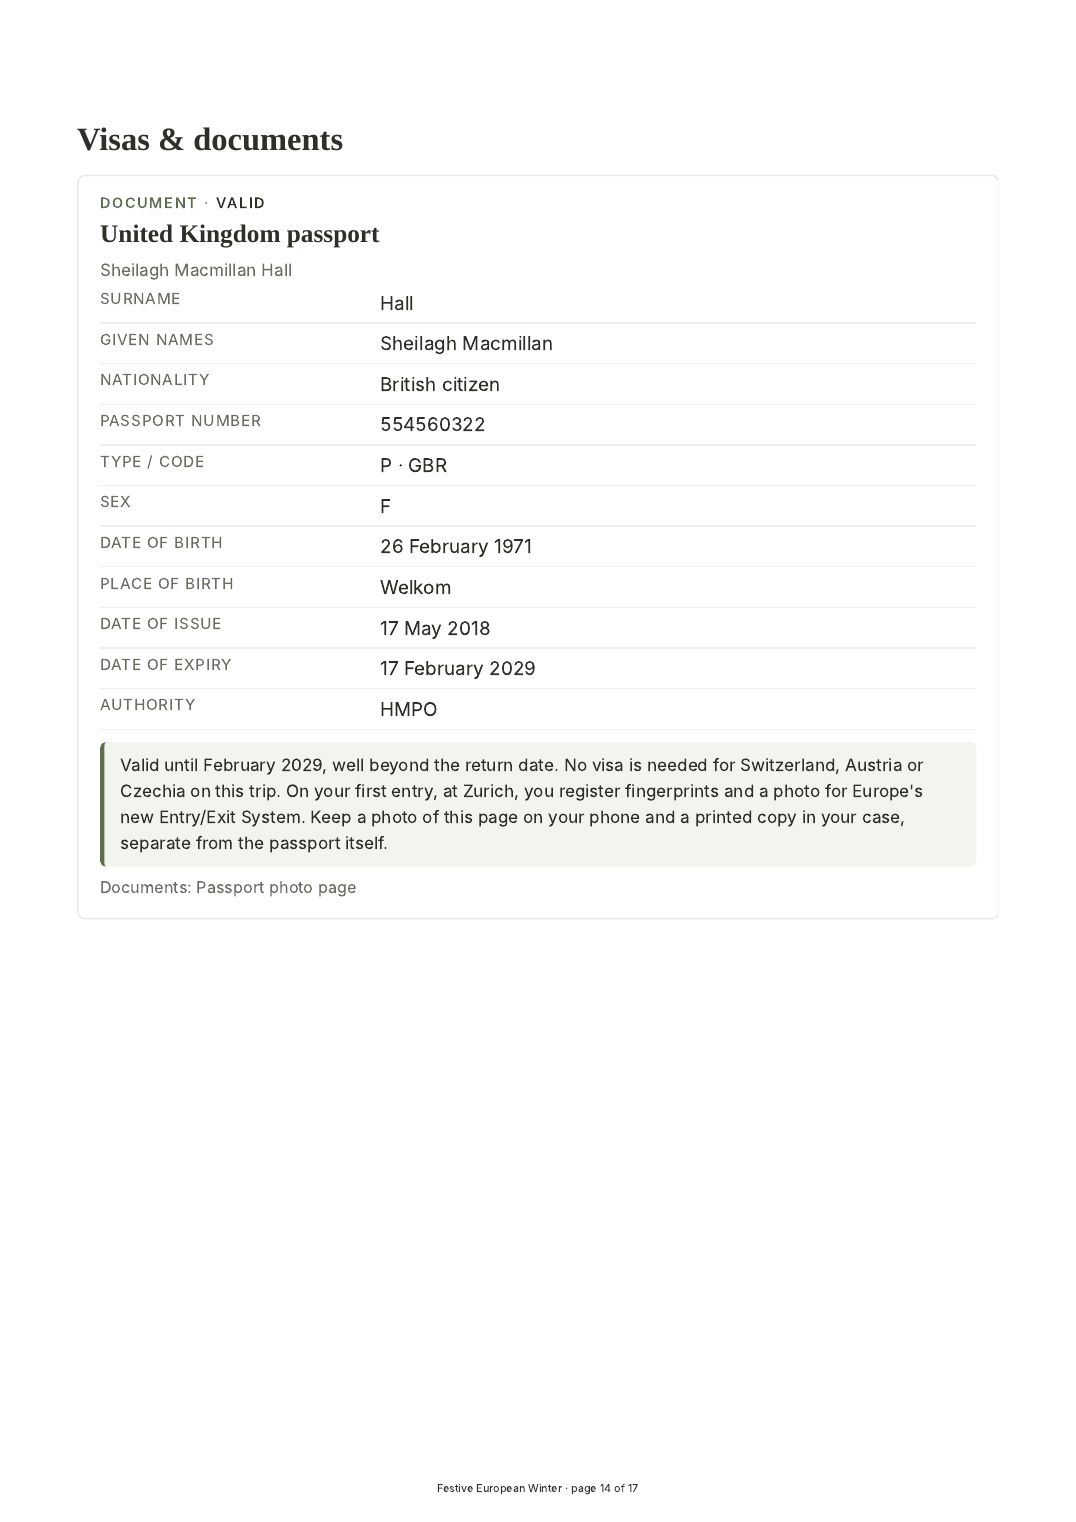 Visas & documents
DOCUMENT · VALID
United Kingdom passport
Sheilagh Macmillan Hall
SURNAME Hall
GIVEN NAMES Sheilagh Macmillan
NATIONALITY British citizen
PASSPORT NUMBER 554560322
TYPE / CODE P · GBR
SEX F
DATE OF BIRTH 26 February 1971
PLACE OF BIRTH Welkom
DATE OF ISSUE 17 May 2018
DATE OF EXPIRY 17 February 2029
AUTHORITY HMPO
Valid until February 2029, well beyond the return date. No visa is needed for Switzerland, Austria or
Czechia on this trip. On your first entry, at Zurich, you register fingerprints and a photo for Europe's
new Entry/Exit System. Keep a photo of this page on your phone and a printed copy in your case,
separate from the passport itself.
Documents: Passport photo page
Festive European Winter · page 14 of 17